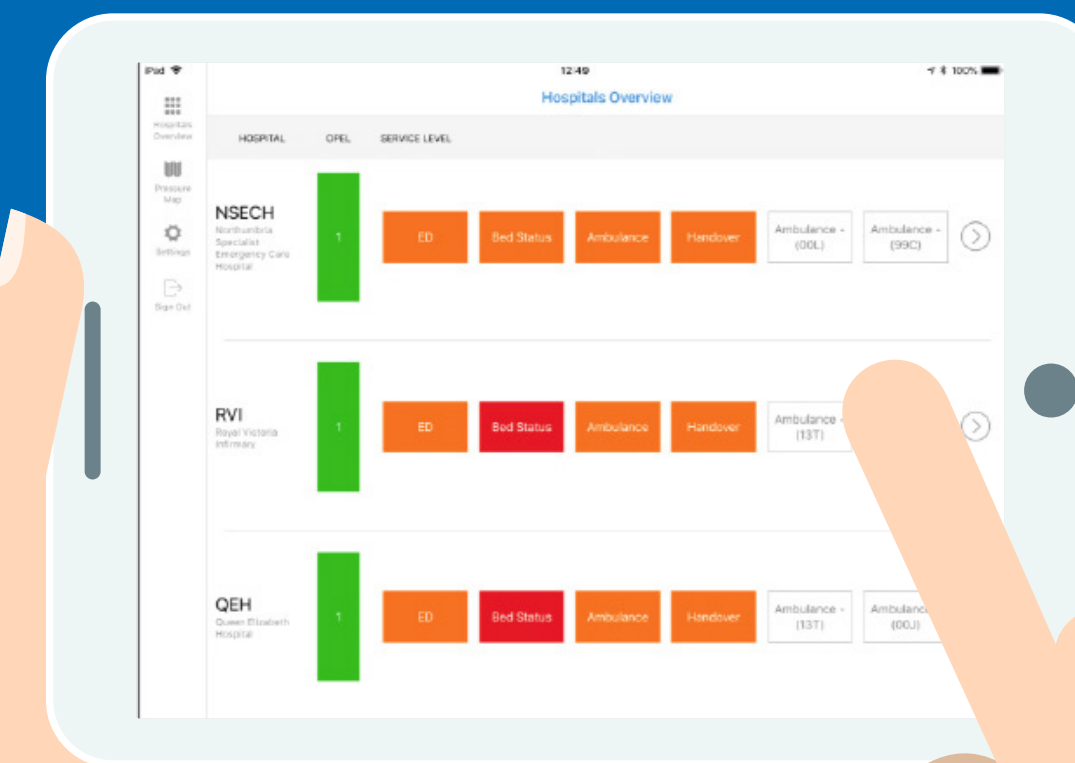 iPad
12:49
100%
Hospitals Overview
Hospitals
Overview
Pressure
Map
Settings
Sign Out
HOSPITAL OPEL SERVICE LEVEL
NSECH
Northumbria
Specialist
Emergency Care
Hospital
1
ED
Bed Status
Ambulance
Handover
Ambulance -
(00L)
Ambulance -
(99C)
RVI
Royal Victoria
Infirmary
1
ED
Bed Status
Ambulance
Handover
Ambulance -
(13T)
QEH
Queen Elizabeth
Hospital
1
ED
Bed Status
Ambulance
Handover
Ambulance -
(13T)
Ambulanc
(00J)